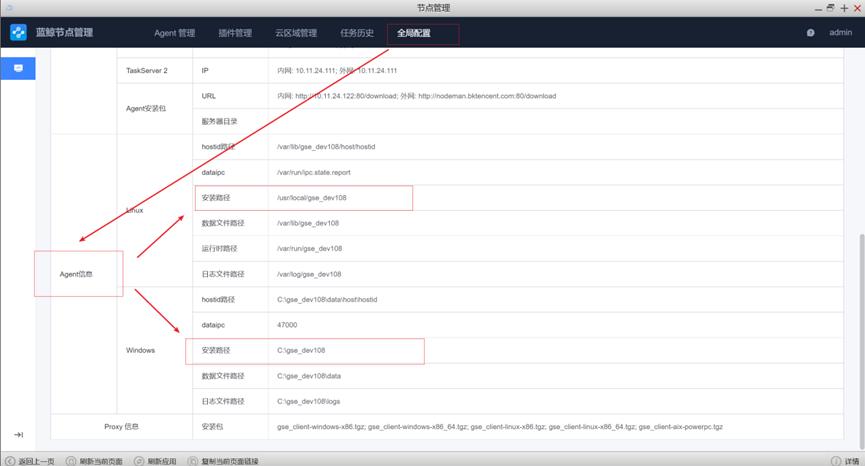 节点管理
蓝鲸节点管理 Agent 管理 插件管理 云区域管理 任务历史 全局配置 admin
TaskServer 2 IP 内网: 10.11.24.111; 外网: 10.11.24.111
Agent安装包 URL 内网: http://10.11.24.122:80/download; 外网: http://nodeman.bktencent.com:80/download
服务器目录
Agent信息 Linux hostid路径 /var/lib/gse_dev108/host/hostid
dataipc /var/run/ipc.state.report
安装路径 /usr/local/gse_dev108
数据文件路径 /var/lib/gse_dev108
运行时路径 /var/run/gse_dev108
日志文件路径 /var/log/gse_dev108
Windows hostid路径 C:\gse_dev108\data\host\hostid
dataipc 47000
安装路径 C:\gse_dev108
数据文件路径 C:\gse_dev108\data
日志文件路径 C:\gse_dev108\logs
Proxy 信息 安装包 gse_client-windows-x86.tgz; gse_client-windows-x86_64.tgz; gse_client-linux-x86.tgz; gse_client-linux-x86_64.tgz; gse_client-aix-powerpc.tgz
返回上一页 刷新当前页面 刷新应用 复制当前页面链接 详情